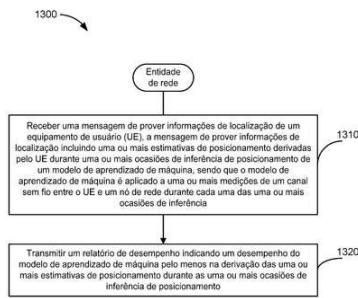 1300
Entidade
de rede
Receber uma mensagem de prover informações de localização de um
equipamento de usuário (UE), a mensagem de prover informações de
localização incluindo uma ou mais estimativas de posicionamento derivadas
pelo UE durante uma ou mais ocasiões de inferência de posicionamento de
um modelo de aprendizado de máquina, sendo que o modelo de
aprendizado de máquina é aplicado a uma ou mais medições de um canal
sem fio entre o UE e um nó de rede durante cada uma das uma ou mais
ocasiões de inferência
1310
Transmitir um relatório de desempenho indicando um desempenho do
modelo de aprendizado de máquina pelo menos na derivação das uma ou
mais estimativas de posicionamento durante as uma ou mais ocasiões de
inferência de posicionamento
1320